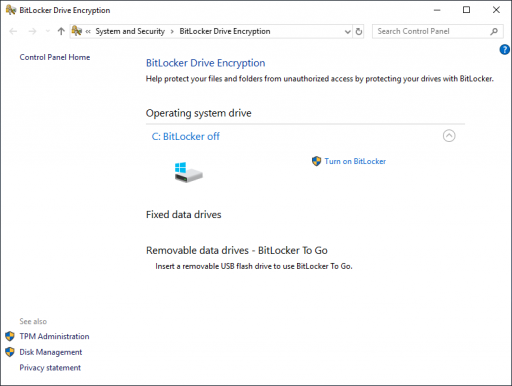 BitLocker Drive Encryption
« System and Security > BitLocker Drive Encryption
Search Control Panel
Control Panel Home
BitLocker Drive Encryption
Help protect your files and folders from unauthorized access by protecting your drives with BitLocker.
Operating system drive
C: BitLocker off
Turn on BitLocker
Fixed data drives
Removable data drives - BitLocker To Go
Insert a removable USB flash drive to use BitLocker To Go.
See also
TPM Administration
Disk Management
Privacy statement